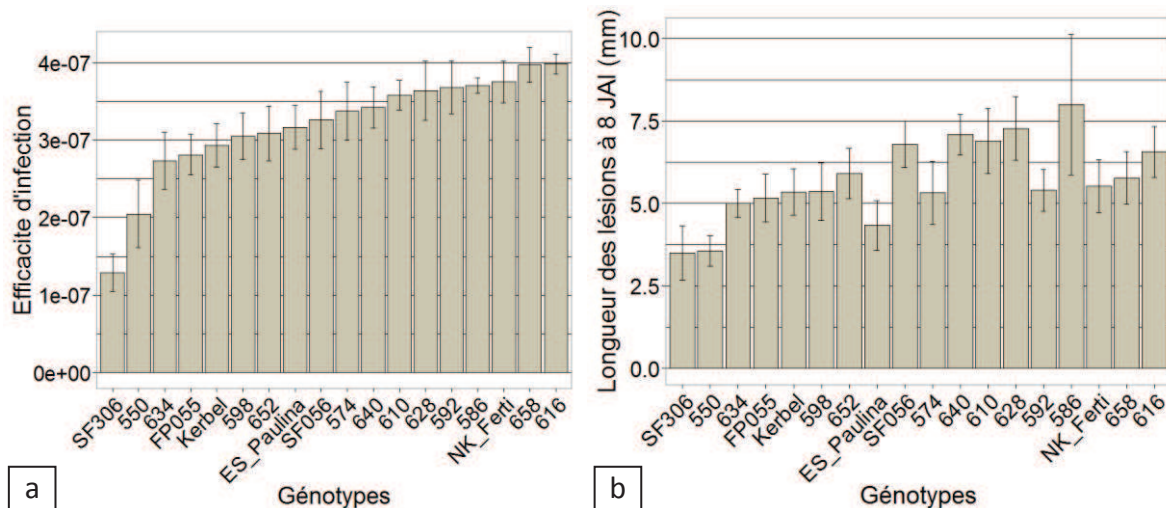 Efficacite d'infection
4e-07
3e-07
2e-07
1e-07
0e+00
SF306
550
634
FP055
Kerbel
598
652
ES_Paulina
SF056
574
640
610
628
592
586
NK_Ferti
658
616
Génotypes
a
Longueur des lésions à 8 JAI (mm)
10.0
7.5
5.0
2.5
0.0
SF306
550
634
FP055
Kerbel
598
652
ES_Paulina
SF056
574
640
610
628
592
586
NK_Ferti
658
616
Génotypes
b